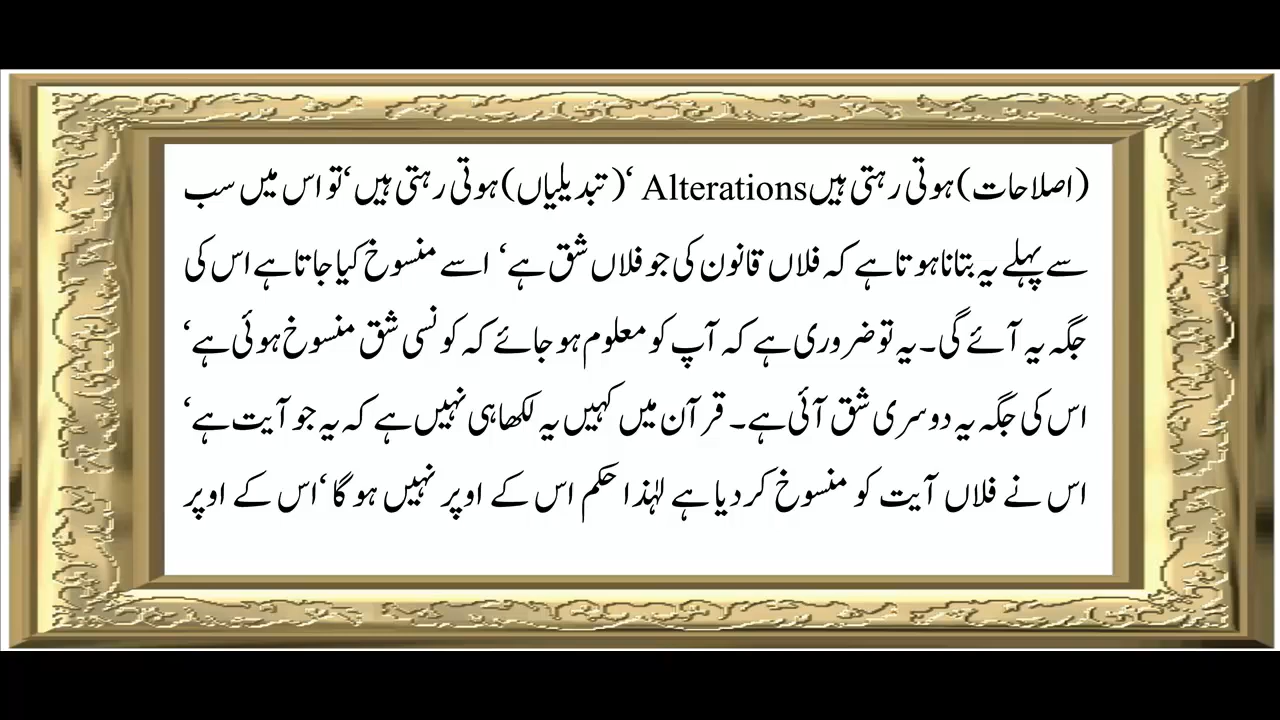 (اصلاحات) ہوتی رہتی ہیں Alterations ‘(تبدیلیاں) ہوتی رہتی ہیں‘ تو اس میں سب
سے پہلے یہ بتانا ہوتا ہے کہ فلاں قانون کی جو فلاں شق ہے‘ اسے منسوخ کیا جاتا ہے اس کی
جگہ یہ آئے گی۔ یہ تو ضروری ہے کہ آپ کو معلوم ہو جائے کہ کونسی شق منسوخ ہوئی ہے‘
اس کی جگہ یہ دوسری شق آئی ہے۔ قرآن میں کہیں یہ لکھا ہی نہیں ہے کہ یہ جو آیت ہے‘
اس نے فلاں آیت کو منسوخ کر دیا ہے لہٰذا حکم اس کے اوپر نہیں ہو گا‘ اس کے اوپر